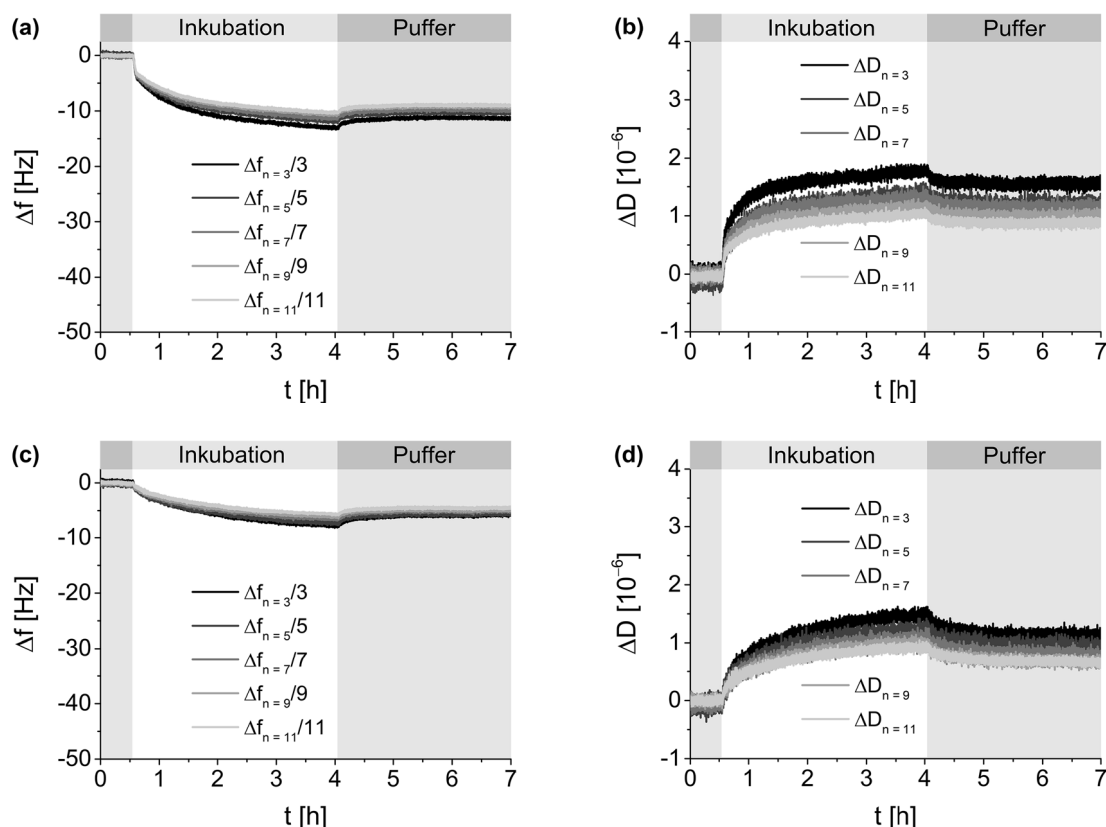 (a)
Inkubation
Puffer
0
-10
-20
-30
-40
-50
Δf [Hz]
Δf n = 3/3
Δf n = 5/5
Δf n = 7/7
Δf n = 9/9
Δf n = 11/11
0 1 2 3 4 5 6 7
t [h]
(b)
Inkubation
Puffer
4
3
2
1
0
-1
ΔD [10⁻⁶]
ΔD n = 3
ΔD n = 5
ΔD n = 7
ΔD n = 9
ΔD n = 11
0 1 2 3 4 5 6 7
t [h]
(c)
Inkubation
Puffer
0
-10
-20
-30
-40
-50
Δf [Hz]
Δf n = 3/3
Δf n = 5/5
Δf n = 7/7
Δf n = 9/9
Δf n = 11/11
0 1 2 3 4 5 6 7
t [h]
(d)
Inkubation
Puffer
4
3
2
1
0
-1
ΔD [10⁻⁶]
ΔD n = 3
ΔD n = 5
ΔD n = 7
ΔD n = 9
ΔD n = 11
0 1 2 3 4 5 6 7
t [h]